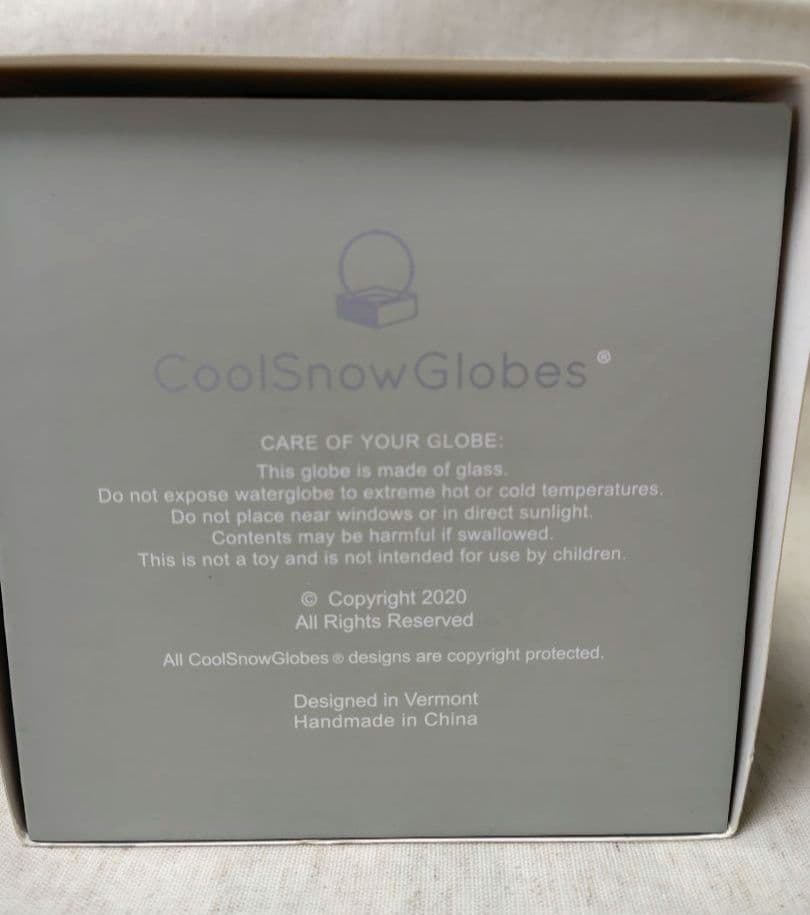 CoolSnowGlobes®
CARE OF YOUR GLOBE:
This globe is made of glass.
Do not expose waterglobe to extreme hot or cold temperatures.
Do not place near windows or in direct sunlight.
Contents may be harmful if swallowed.
This is not a toy and is not intended for use by children.
© Copyright 2020
All Rights Reserved
All CoolSnowGlobes ® designs are copyright protected.
Designed in Vermont
Handmade in China